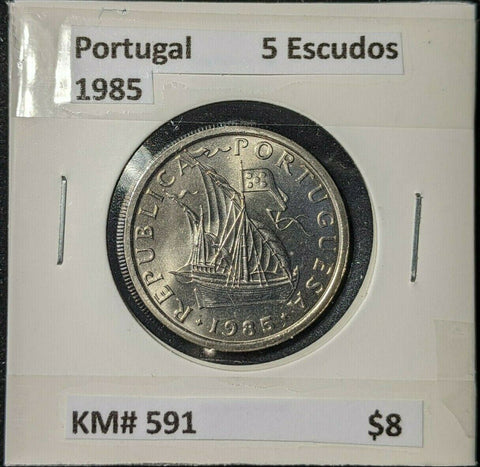 Portugal 5 Escudos
1985
REPUBLICA PORTUGUESA
1985
KM# 591 $8